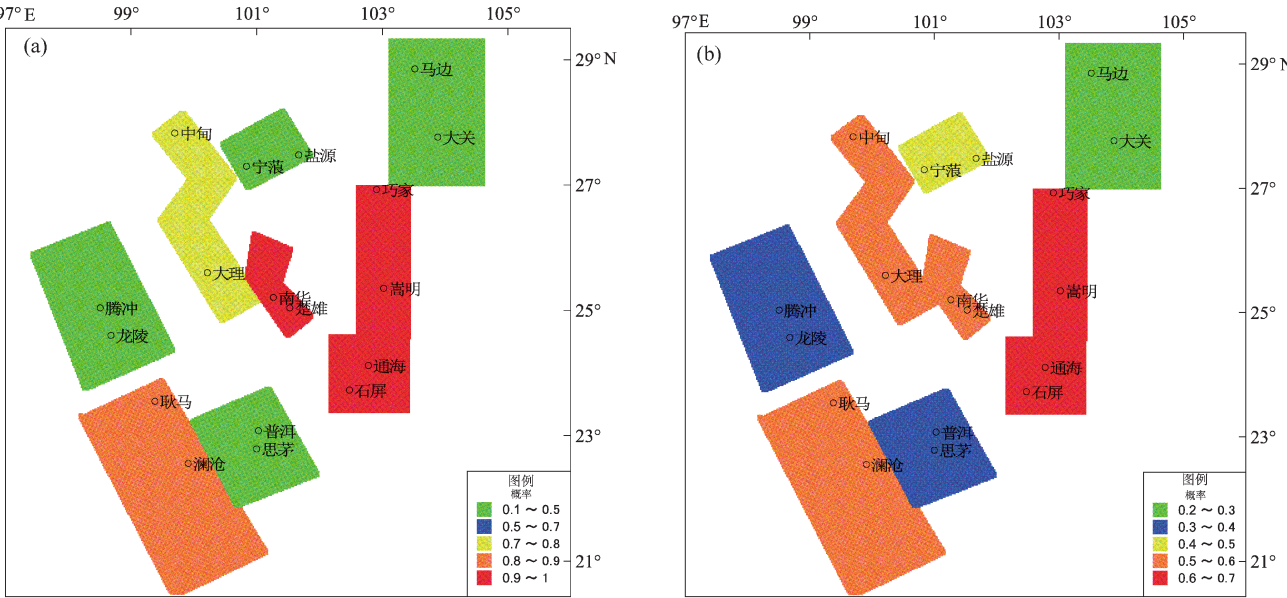 97° E 99° 101° 103° 105°
(a)
29° N
27°
25°
23°
21°
马边
大关
中甸
宁蒗
盐源
巧家
大理
南华
楚雄
嵩明
腾冲
龙陵
通海
石屏
耿马
普洱
思茅
澜沧
图例
概率
0.1 ～ 0.5
0.5 ～ 0.7
0.7 ～ 0.8
0.8 ～ 0.9
0.9 ～ 1
97° E 99° 101° 103° 105°
(b)
29° N
27°
25°
23°
21°
马边
大关
中甸
宁蒗
盐源
巧家
大理
南华
楚雄
嵩明
腾冲
龙陵
通海
石屏
耿马
普洱
思茅
澜沧
图例
概率
0.2 ～ 0.3
0.3 ～ 0.4
0.4 ～ 0.5
0.5 ～ 0.6
0.6 ～ 0.7